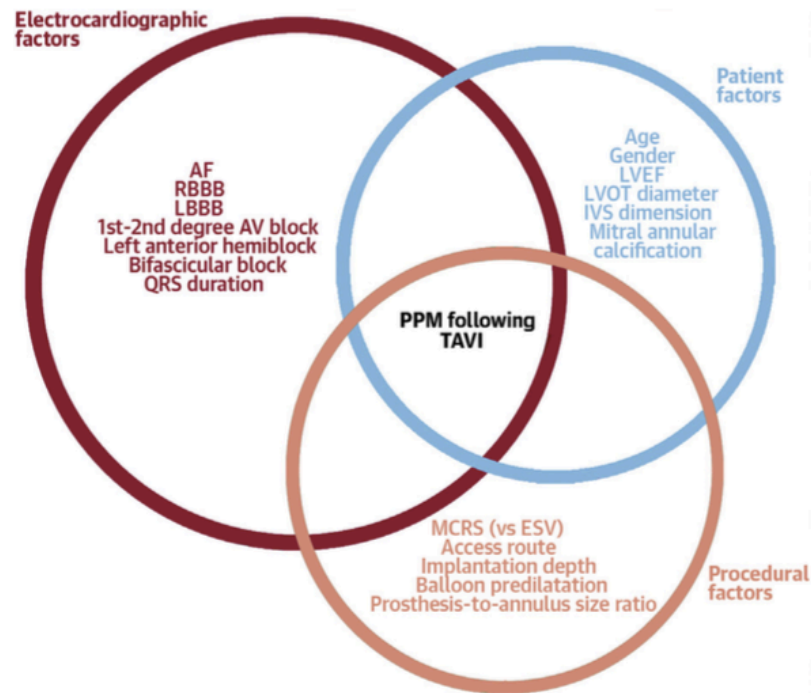 Electrocardiographic
factors
Patient
factors
AF
RBBB
LBBB
1st-2nd degree AV block
Left anterior hemiblock
Bifascicular block
QRS duration
Age
Gender
LVEF
LVOT diameter
IVS dimension
Mitral annular
calcification
PPM following
TAVI
MCRS (vs ESV)
Access route
Implantation depth
Balloon predilatation
Prosthesis-to-annulus size ratio
Procedural
factors